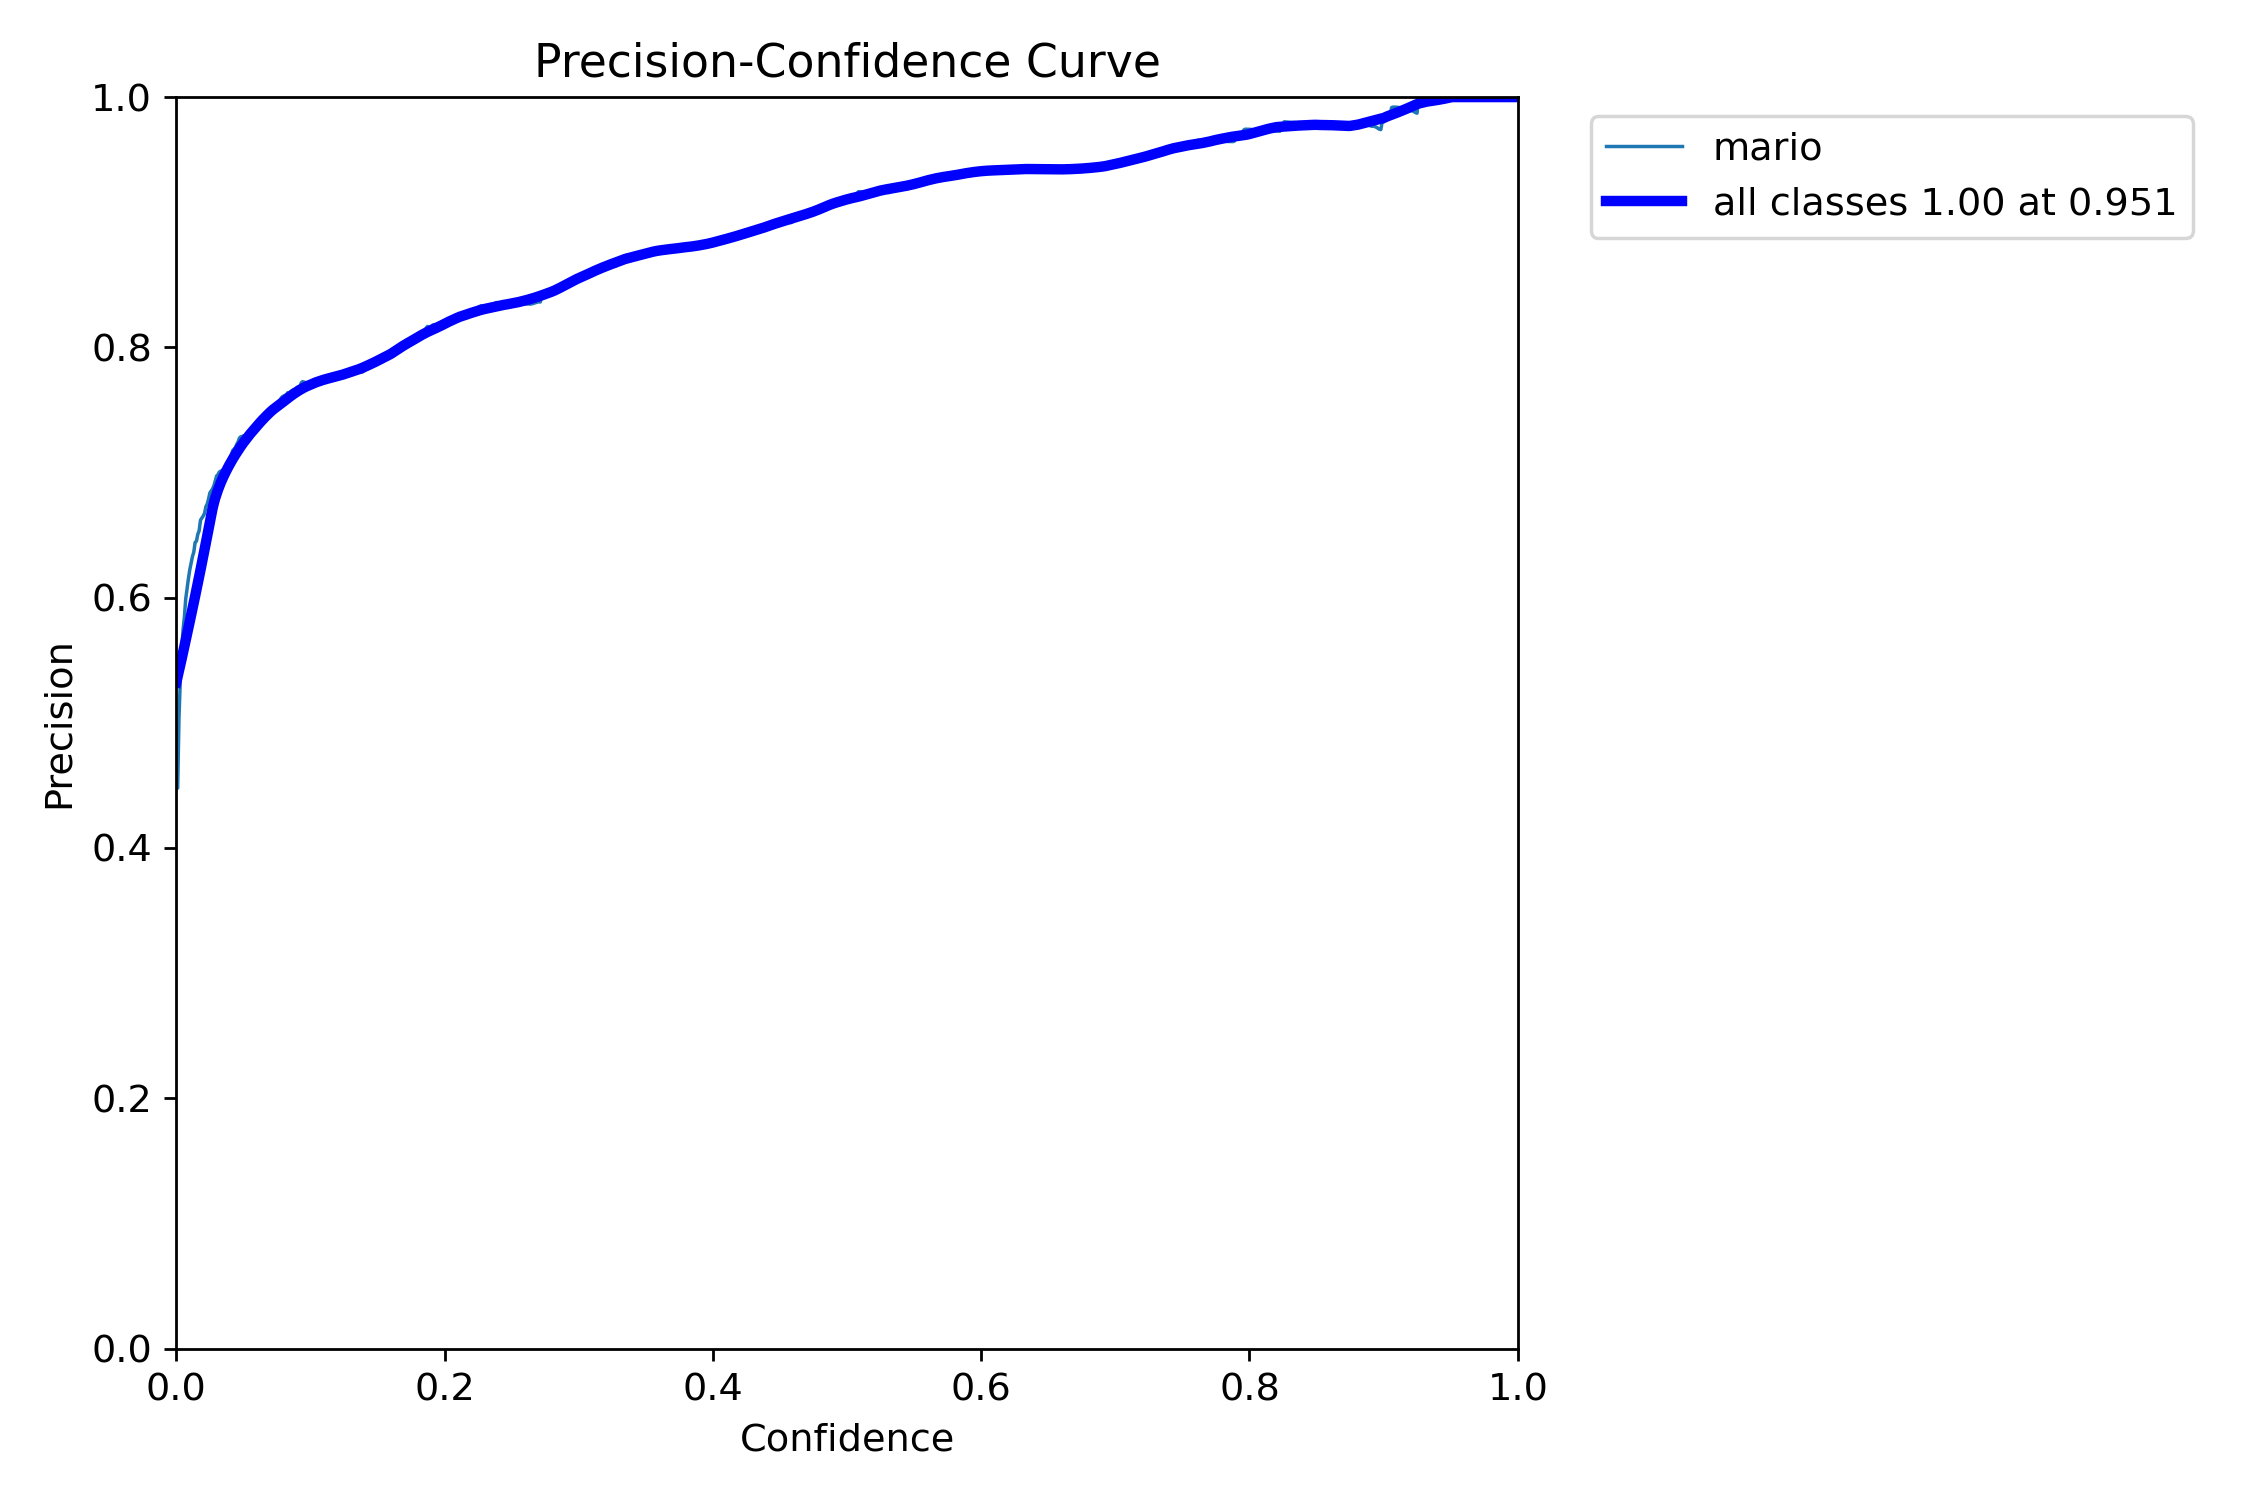 Precision-Confidence Curve
1.0
0.8
0.6
0.4
0.2
0.0
Precision
0.0 0.2 0.4 0.6 0.8 1.0
Confidence
mario
all classes 1.00 at 0.951